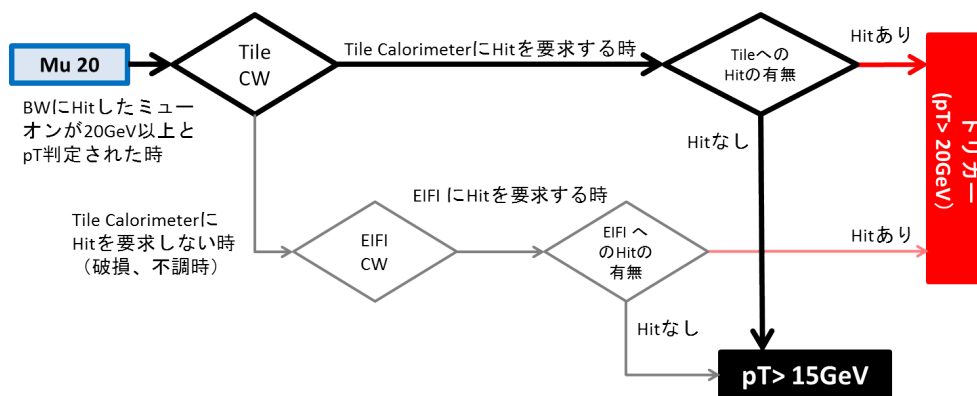 Mu 20
BWにHitしたミュー
オンが20GeV以上と
pT判定された時
Tile
CW
Tile CalorimeterにHitを要求する時
Tileへの
Hitの有無
Hitあり
Hitなし
トリガー
(pT> 20GeV)
Tile Calorimeterに
Hitを要求しない時
（破損、不調時）
EIFI
CW
EIFI にHitを要求する時
EIFI へ
のHitの
有無
Hitあり
Hitなし
pT> 15GeV